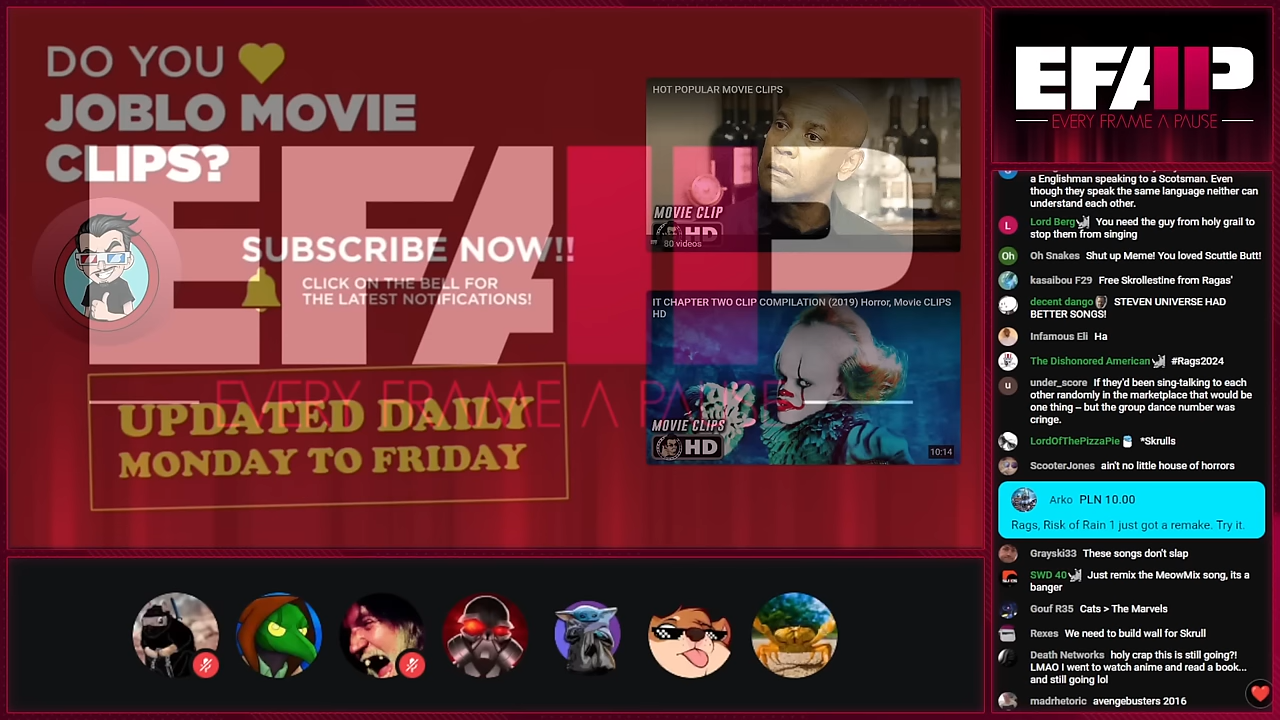 DO YOU
JOBLO MOVIE
CLIPS?
SUBSCRIBE NOW!!
CLICK ON THE BELL FOR
THE LATEST NOTIFICATIONS!
UPDATED DAILY
MONDAY TO FRIDAY
EFAP
EVERY FRAME A PAUSE
HOT POPULAR MOVIE CLIPS
MOVIE CLIP
HD
80 videos
IT CHAPTER TWO CLIP COMPILATION (2019) Horror, Movie CLIPS
HD
MOVIE CLIPS
HD
10:14
EFAP
EVERY FRAME A PAUSE
a Englishman speaking to a Scotsman. Even
though they speak the same language neither can
understand each other.
L
Lord Berg You need the guy from holy grail to
stop them from singing
Oh
Oh Snakes Shut up Meme! You loved Scuttle Butt!
kasaibou F29 Free Skrollestine from Ragas'
decent dango STEVEN UNIVERSE HAD
BETTER SONGS!
Infamous Eli Ha
The Dishonored American #Rags2024
u
under_score If they'd been sing-talking to each
other randomly in the marketplace that would be
one thing – but the group dance number was
cringe.
LordOfThePizzaPie *Skrulls
ScooterJones ain't no little house of horrors
Arko PLN 10.00
Rags, Risk of Rain 1 just got a remake. Try it.
Grayski33 These songs don't slap
SWD 40 Just remix the MeowMix song, its a
banger
Gouf R35 Cats > The Marvels
Rexes We need to build wall for Skrull
Death Networks holy crap this is still going?!
LMAO I went to watch anime and read a book...
and still going lol
madrhetoric avengebusters 2016